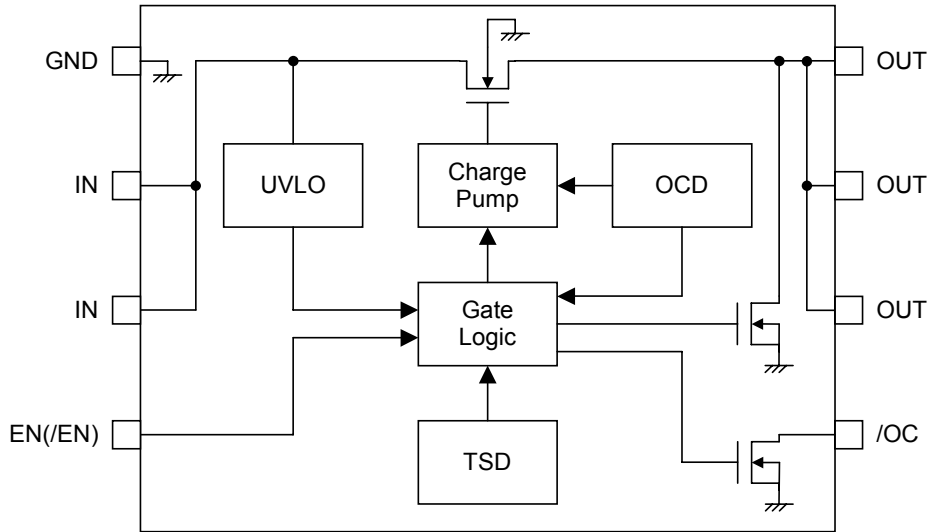 GND
OUT
IN
UVLO
Charge
Pump
OCD
OUT
IN
Gate
Logic
OUT
EN(/EN)
TSD
/OC